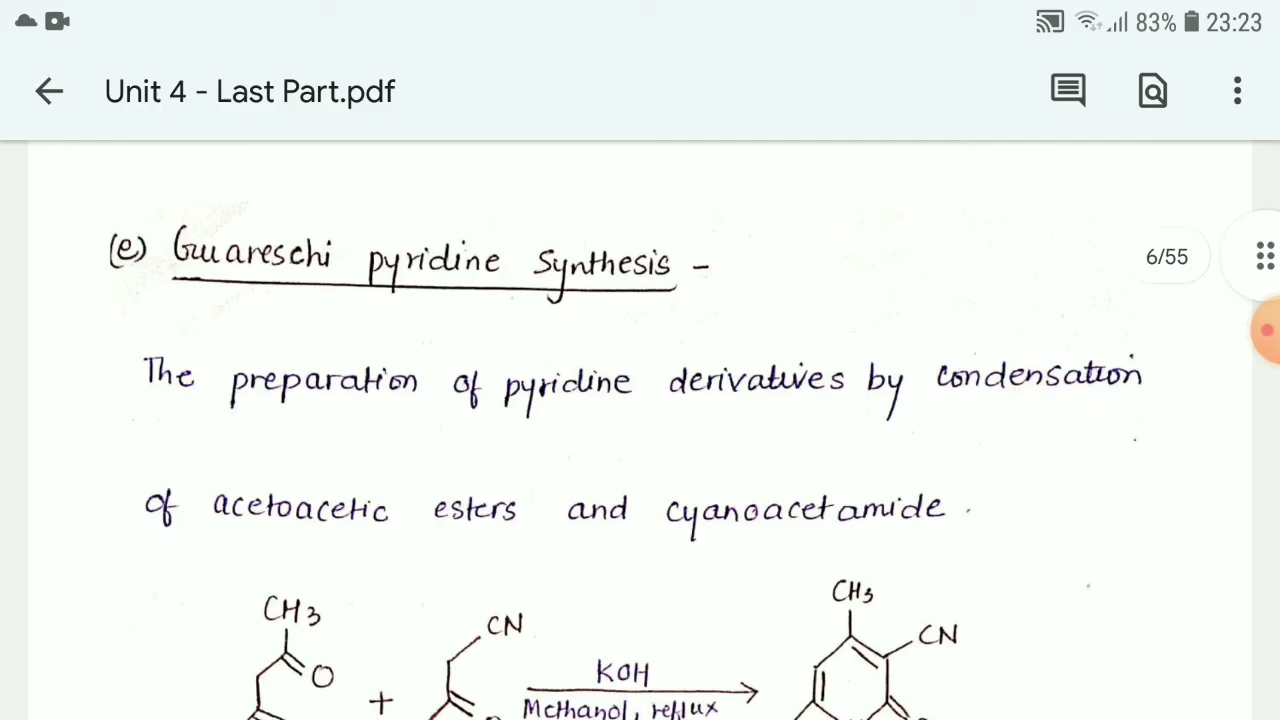 83% 23:23
Unit 4 - Last Part.pdf
(e) Guareschi pyridine Synthesis -
6/55
The preparation of pyridine derivatives by condensation
of acetoacetic esters and cyanoacetamide.
CH3
CH3
CN
CN
O
KOH
+
Methanol, reflux